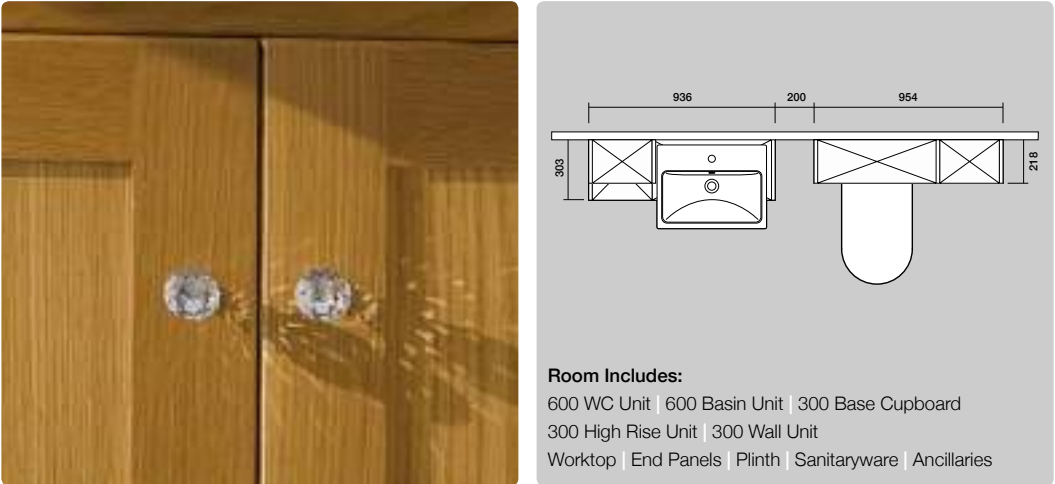 936 200 954
303
218
Room Includes:
600 WC Unit | 600 Basin Unit | 300 Base Cupboard
300 High Rise Unit | 300 Wall Unit
Worktop | End Panels | Plinth | Sanitaryware | Ancillaries